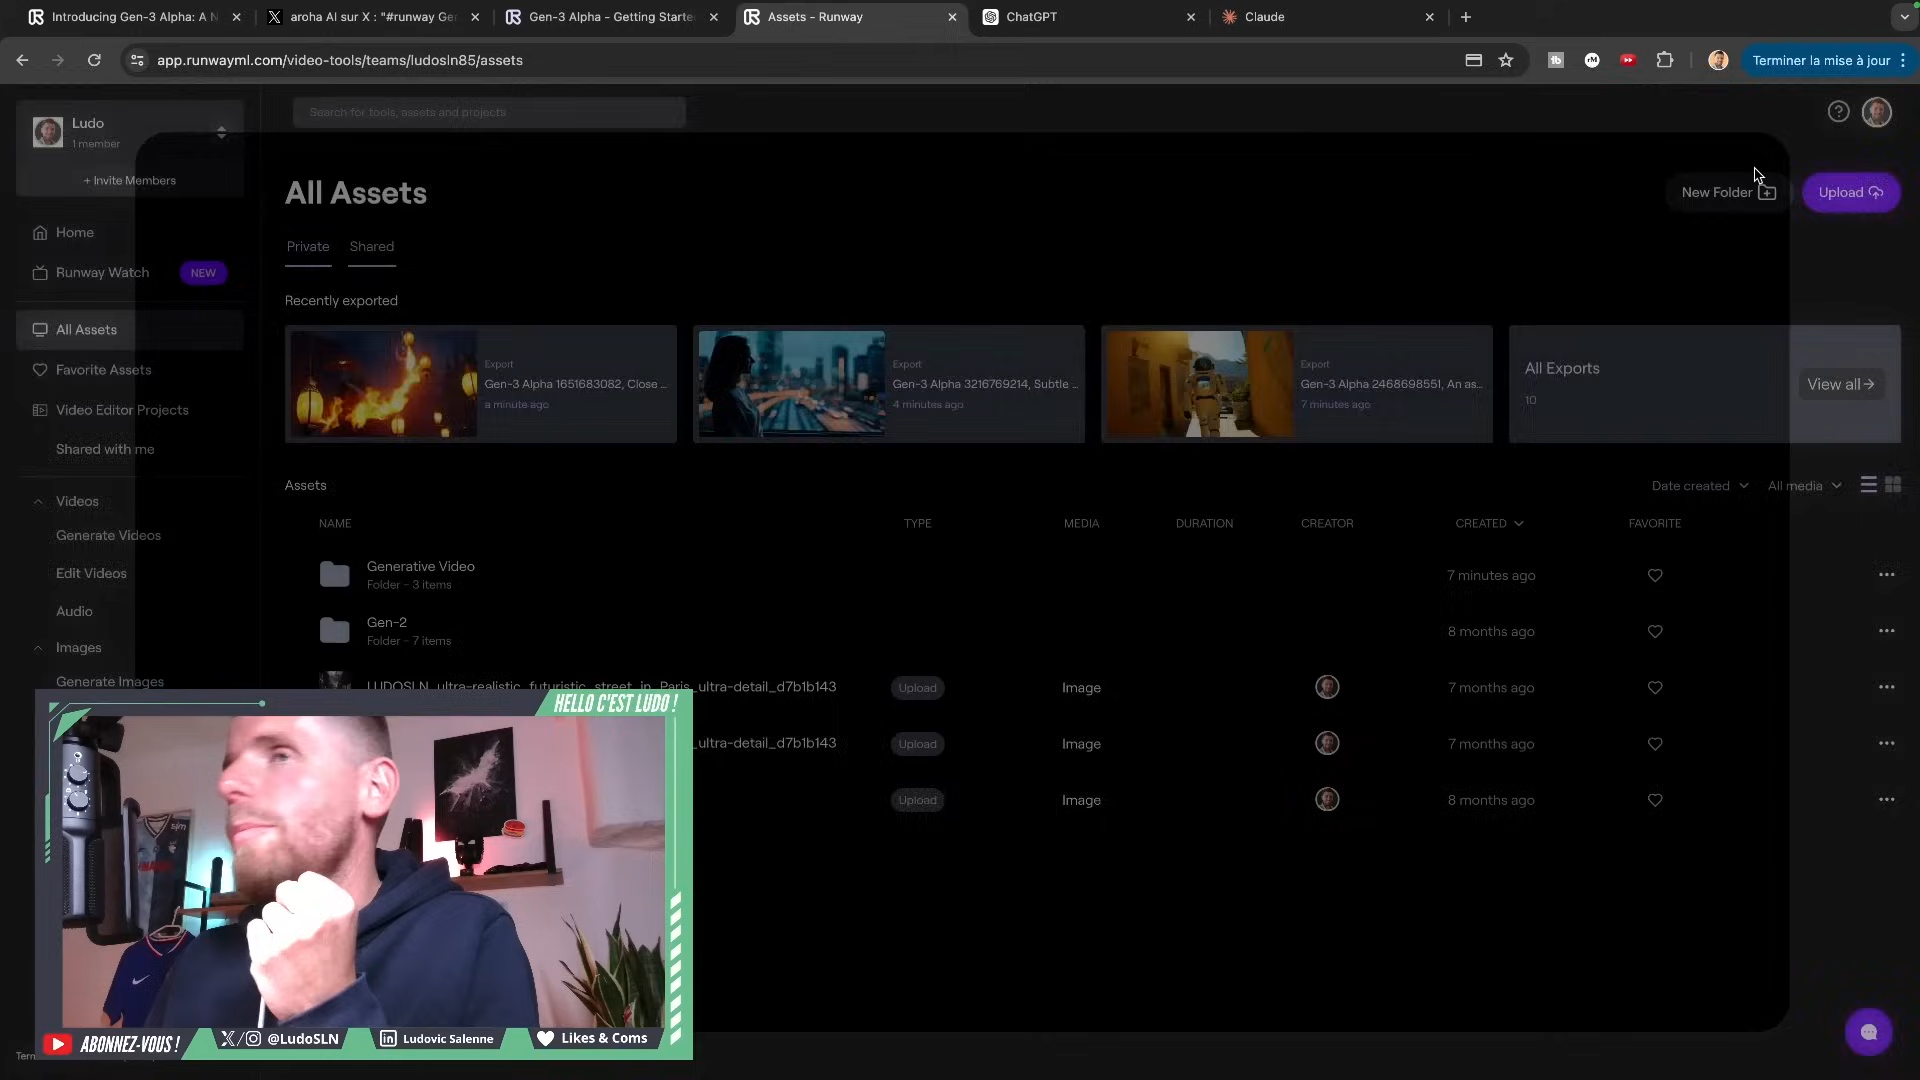 Introducing Gen-3 Alpha: A N
aroha AI sur X : "#runway Ge
Gen-3 Alpha - Getting Starte
Assets - Runway
ChatGPT
Claude
app.runwayml.com/video-tools/teams/ludosln85/assets
Terminer la mise à jour
Ludo
1 member
+ Invite Members
Search for tools, assets and projects
Home
Runway Watch
NEW
All Assets
Favorite Assets
Video Editor Projects
Shared with me
Videos
Generate Videos
Edit Videos
Audio
Images
Generate Images
All Assets
New Folder
Upload
Private
Shared
Recently exported
Export
Gen-3 Alpha 1651683082, Close ...
a minute ago
Export
Gen-3 Alpha 3216769214, Subtle ...
4 minutes ago
Export
Gen-3 Alpha 2468698551, An as...
7 minutes ago
All Exports
10
View all
Assets
Date created
All media
NAME
TYPE
MEDIA
DURATION
CREATOR
CREATED
FAVORITE
Generative Video
Folder - 3 items
7 minutes ago
Gen-2
Folder - 7 items
8 months ago
LUDOSLN_ultra-realistic_futuristic_street_in_Paris_ultra-detail_d7b1b143
Upload
Image
7 months ago
_ultra-detail_d7b1b143
Upload
Image
7 months ago
Upload
Image
8 months ago
HELLO C'EST LUDO !
ABONNEZ-VOUS !
@LudoSLN
Ludovic Salenne
Likes & Coms